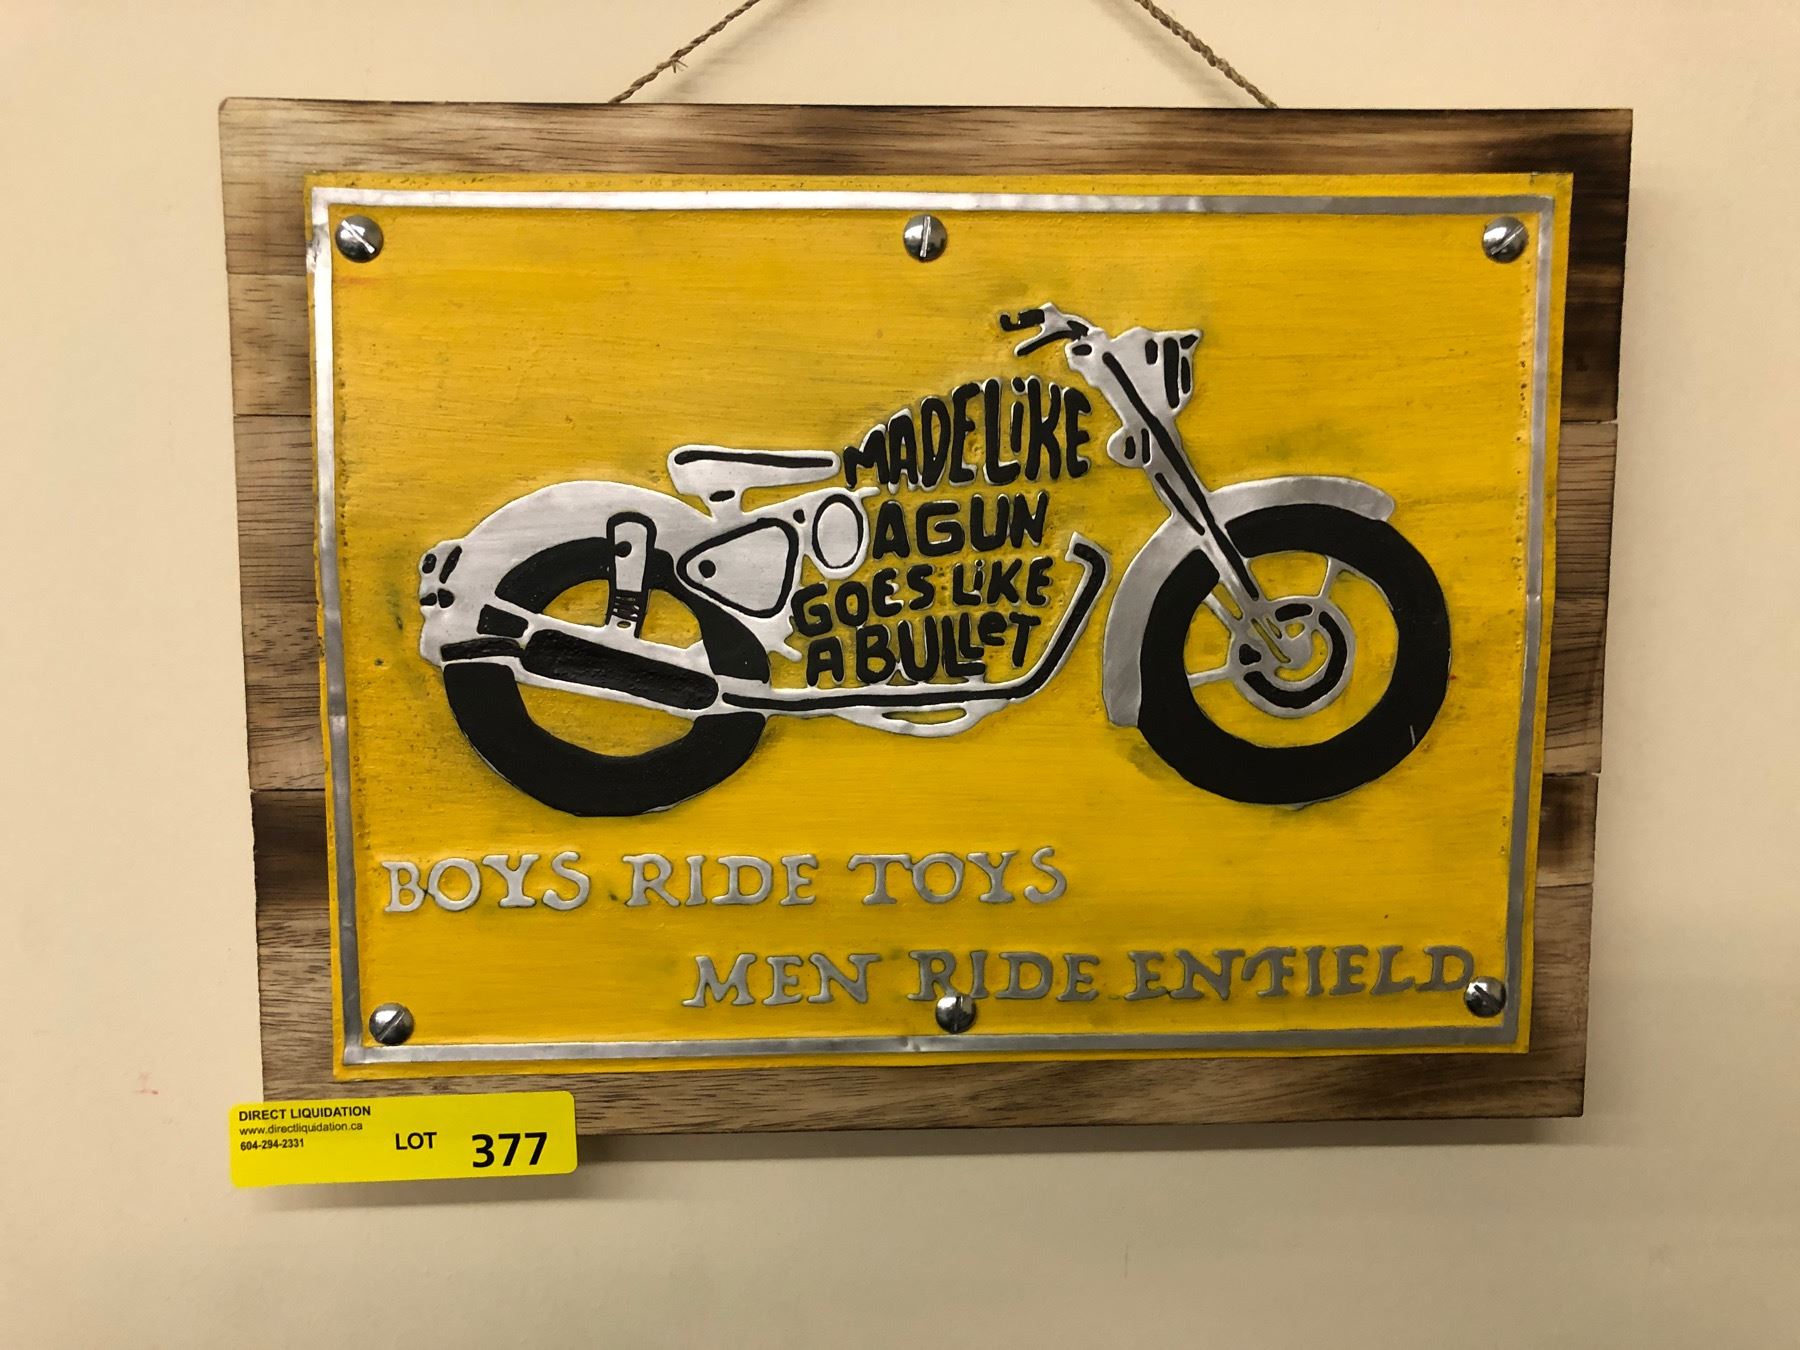 MADE LiKE
A GUN
GOES LiKE
A BULLeT
BOYS RIDE TOYS
MEN RIDE ENFIELD
DIRECT LIQUIDATION
www.directliquidation.ca
604-294-2331
LOT 377